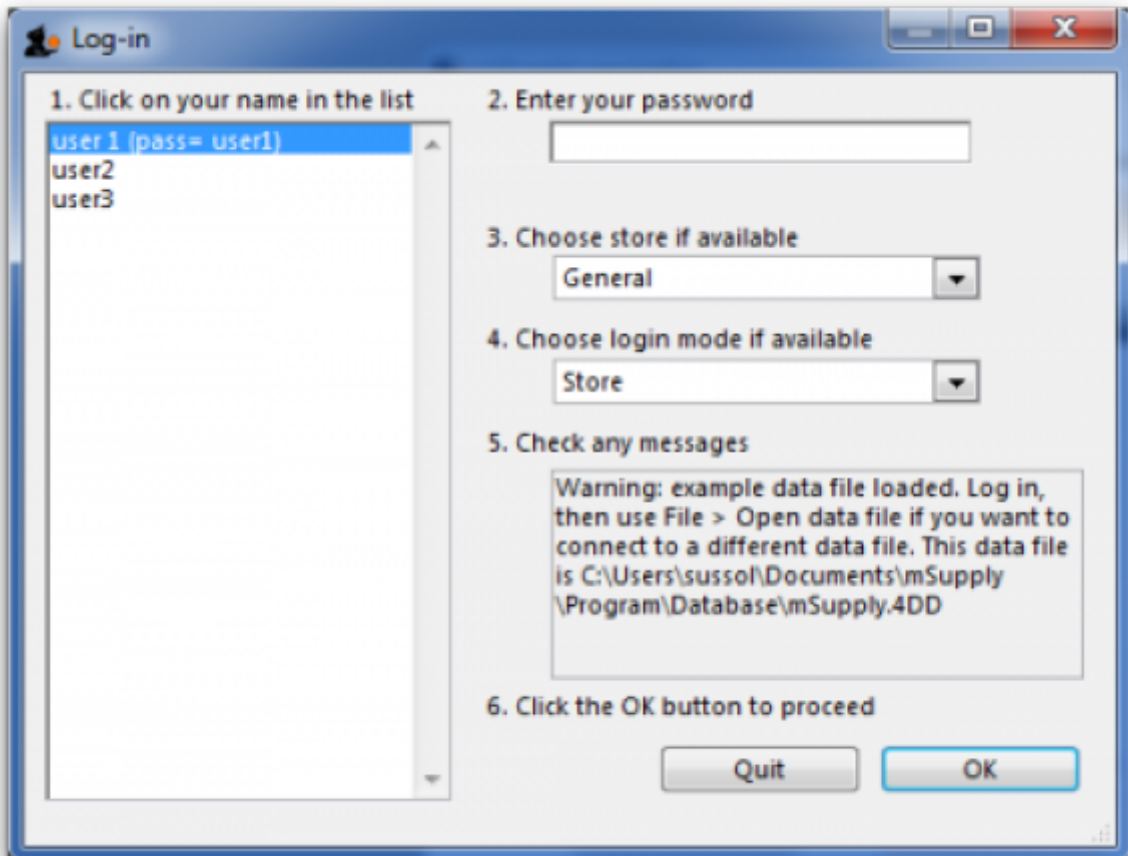 Log-in
1. Click on your name in the list
user 1 (pass= user1)
user2
user3
2. Enter your password
3. Choose store if available
General
4. Choose login mode if available
Store
5. Check any messages
Warning: example data file loaded. Log in,
then use File > Open data file if you want to
connect to a different data file. This data file
is C:\Users\sussol\Documents\mSupply
\Program\Database\mSupply.4DD
6. Click the OK button to proceed
Quit
OK